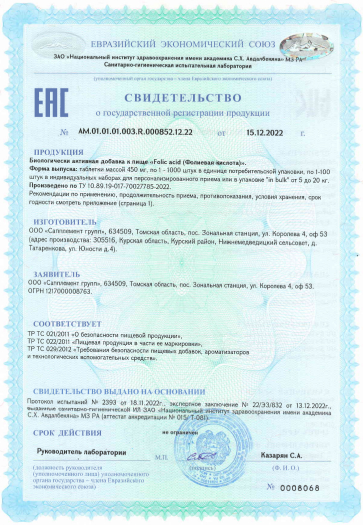 ЕВРАЗИЙСКИЙ ЭКОНОМИЧЕСКИЙ СОЮЗ
ЗАО «Национальный институт здравоохранения имени академика С.Х. Авдалбекяна» МЗ РА
Санитарно-гигиеническая испытательная лаборатория
(уполномоченный орган государства - члена Евразийского экономического союза)
ЕАС
СВИДЕТЕЛЬСТВО
о государственной регистрации продукции
№ AM.01.01.01.003.R.000852.12.22 от 15.12.2022 г.
ПРОДУКЦИЯ
Биологически активная добавка к пище «Folic acid (Фолиевая кислота)».
Форма выпуска: таблетки массой 450 мг, по 1 - 1000 штук в единице потребительской упаковки, по 1-100
штук в индивидуальных наборах для персонализированного приема или в упаковке "in bulk" от 5 до 20 кг.
Произведено по ТУ 10.89.19-017-70027785-2022.
Рекомендации по применению, продолжительность приема, противопоказания, условия хранения, срок
годности смотреть приложение (страница 1).
ИЗГОТОВИТЕЛЬ
ООО «Сапплемент груп», 634509, Томская область, пос. Зональная станция, ул. Королева 4, оф 53
(адрес производства: 305516, Курская область, Курский район, Нижнемедведицкий сельсовет, д.
Татаренкова, ул. Юности д.4).
ЗАЯВИТЕЛЬ
ООО «Сапплемент груп», 634509, Томская область, пос. Зональная станция, ул. Королева 4, оф 53.
ОГРН 1217000008763.
СООТВЕТСТВУЕТ
ТР ТС 021/2011 «О безопасности пищевой продукции»,
ТР ТС 022/2011 «Пищевая продукция в части ее маркировки»,
ТР ТС 029/2012 «Требования безопасности пищевых добавок, ароматизаторов
и технологических вспомогательных средств».
СВИДЕТЕЛЬСТВО ВЫДАНО НА ОСНОВАНИИ
Протокол испытаний № 2393 от 18.11.2022г., экспертное заключение № 22/ЭЗ/832 от 13.12.2022г.,
выданные санитарно-гигиенической ИЛ ЗАО «Национальный институт здравоохранения имени академика
С.Х. Авдалбекяна» МЗ РА (аттестат аккредитации № 015/Т-081).
СРОК ДЕЙСТВИЯ не ограничен
Руководитель лаборатории М.П. Казарян С.А.
(должность руководителя (подпись) (Ф. И. О.)
(уполномоченного лица) уполномоченного
органа государства – члена Евразийского
экономического союза)
№ 0008068